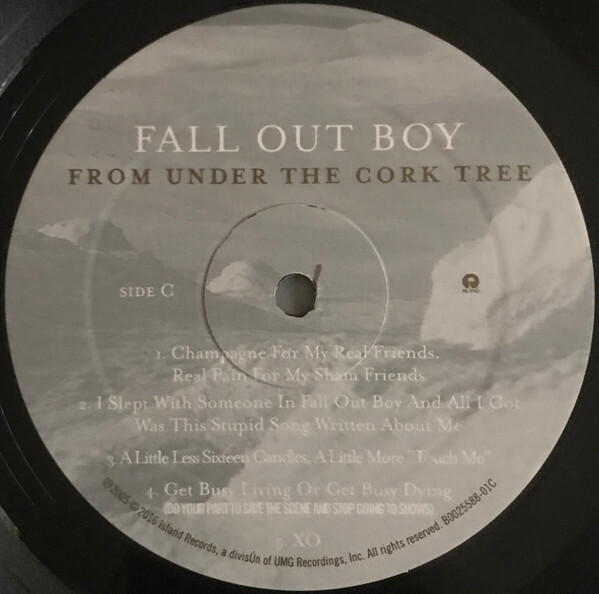 FALL OUT BOY
FROM UNDER THE CORK TREE
SIDE C
ISLAND
1. Champagne For My Real Friends,
Real Pain For My Sham Friends
2. I Slept With Someone In Fall Out Boy And All I Got
Was This Stupid Song Written About Me
3. A Little Less Sixteen Candles, A Little More "Touch Me"
4. Get Busy Living Or Get Busy Dying
(DO YOUR PART TO SAVE THE SCENE AND STOP GOING TO SHOWS)
5. XO
℗2005 ©2016 Island Records, a divisÚn of UMG Recordings, Inc. All rights reserved. B0025588-01C